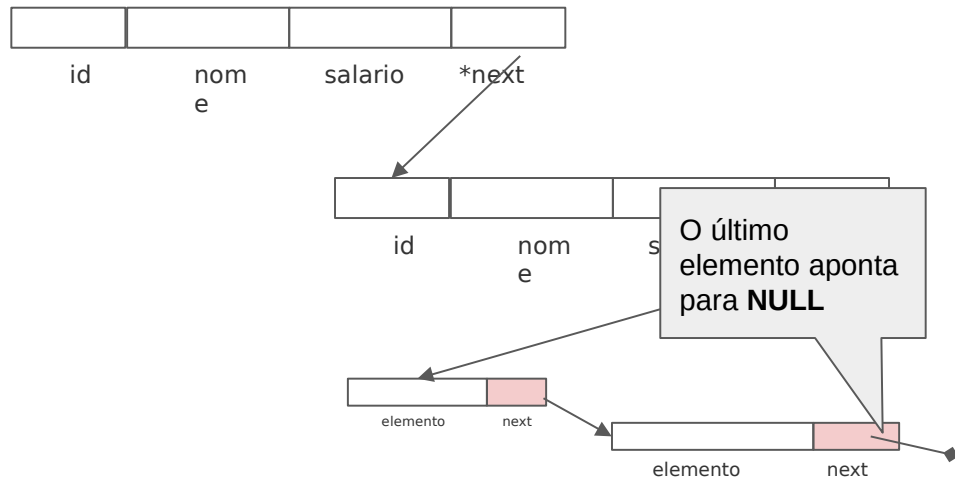 id nom salario *next
e
id nom s
e
O último
elemento aponta
para NULL
elemento next
elemento next